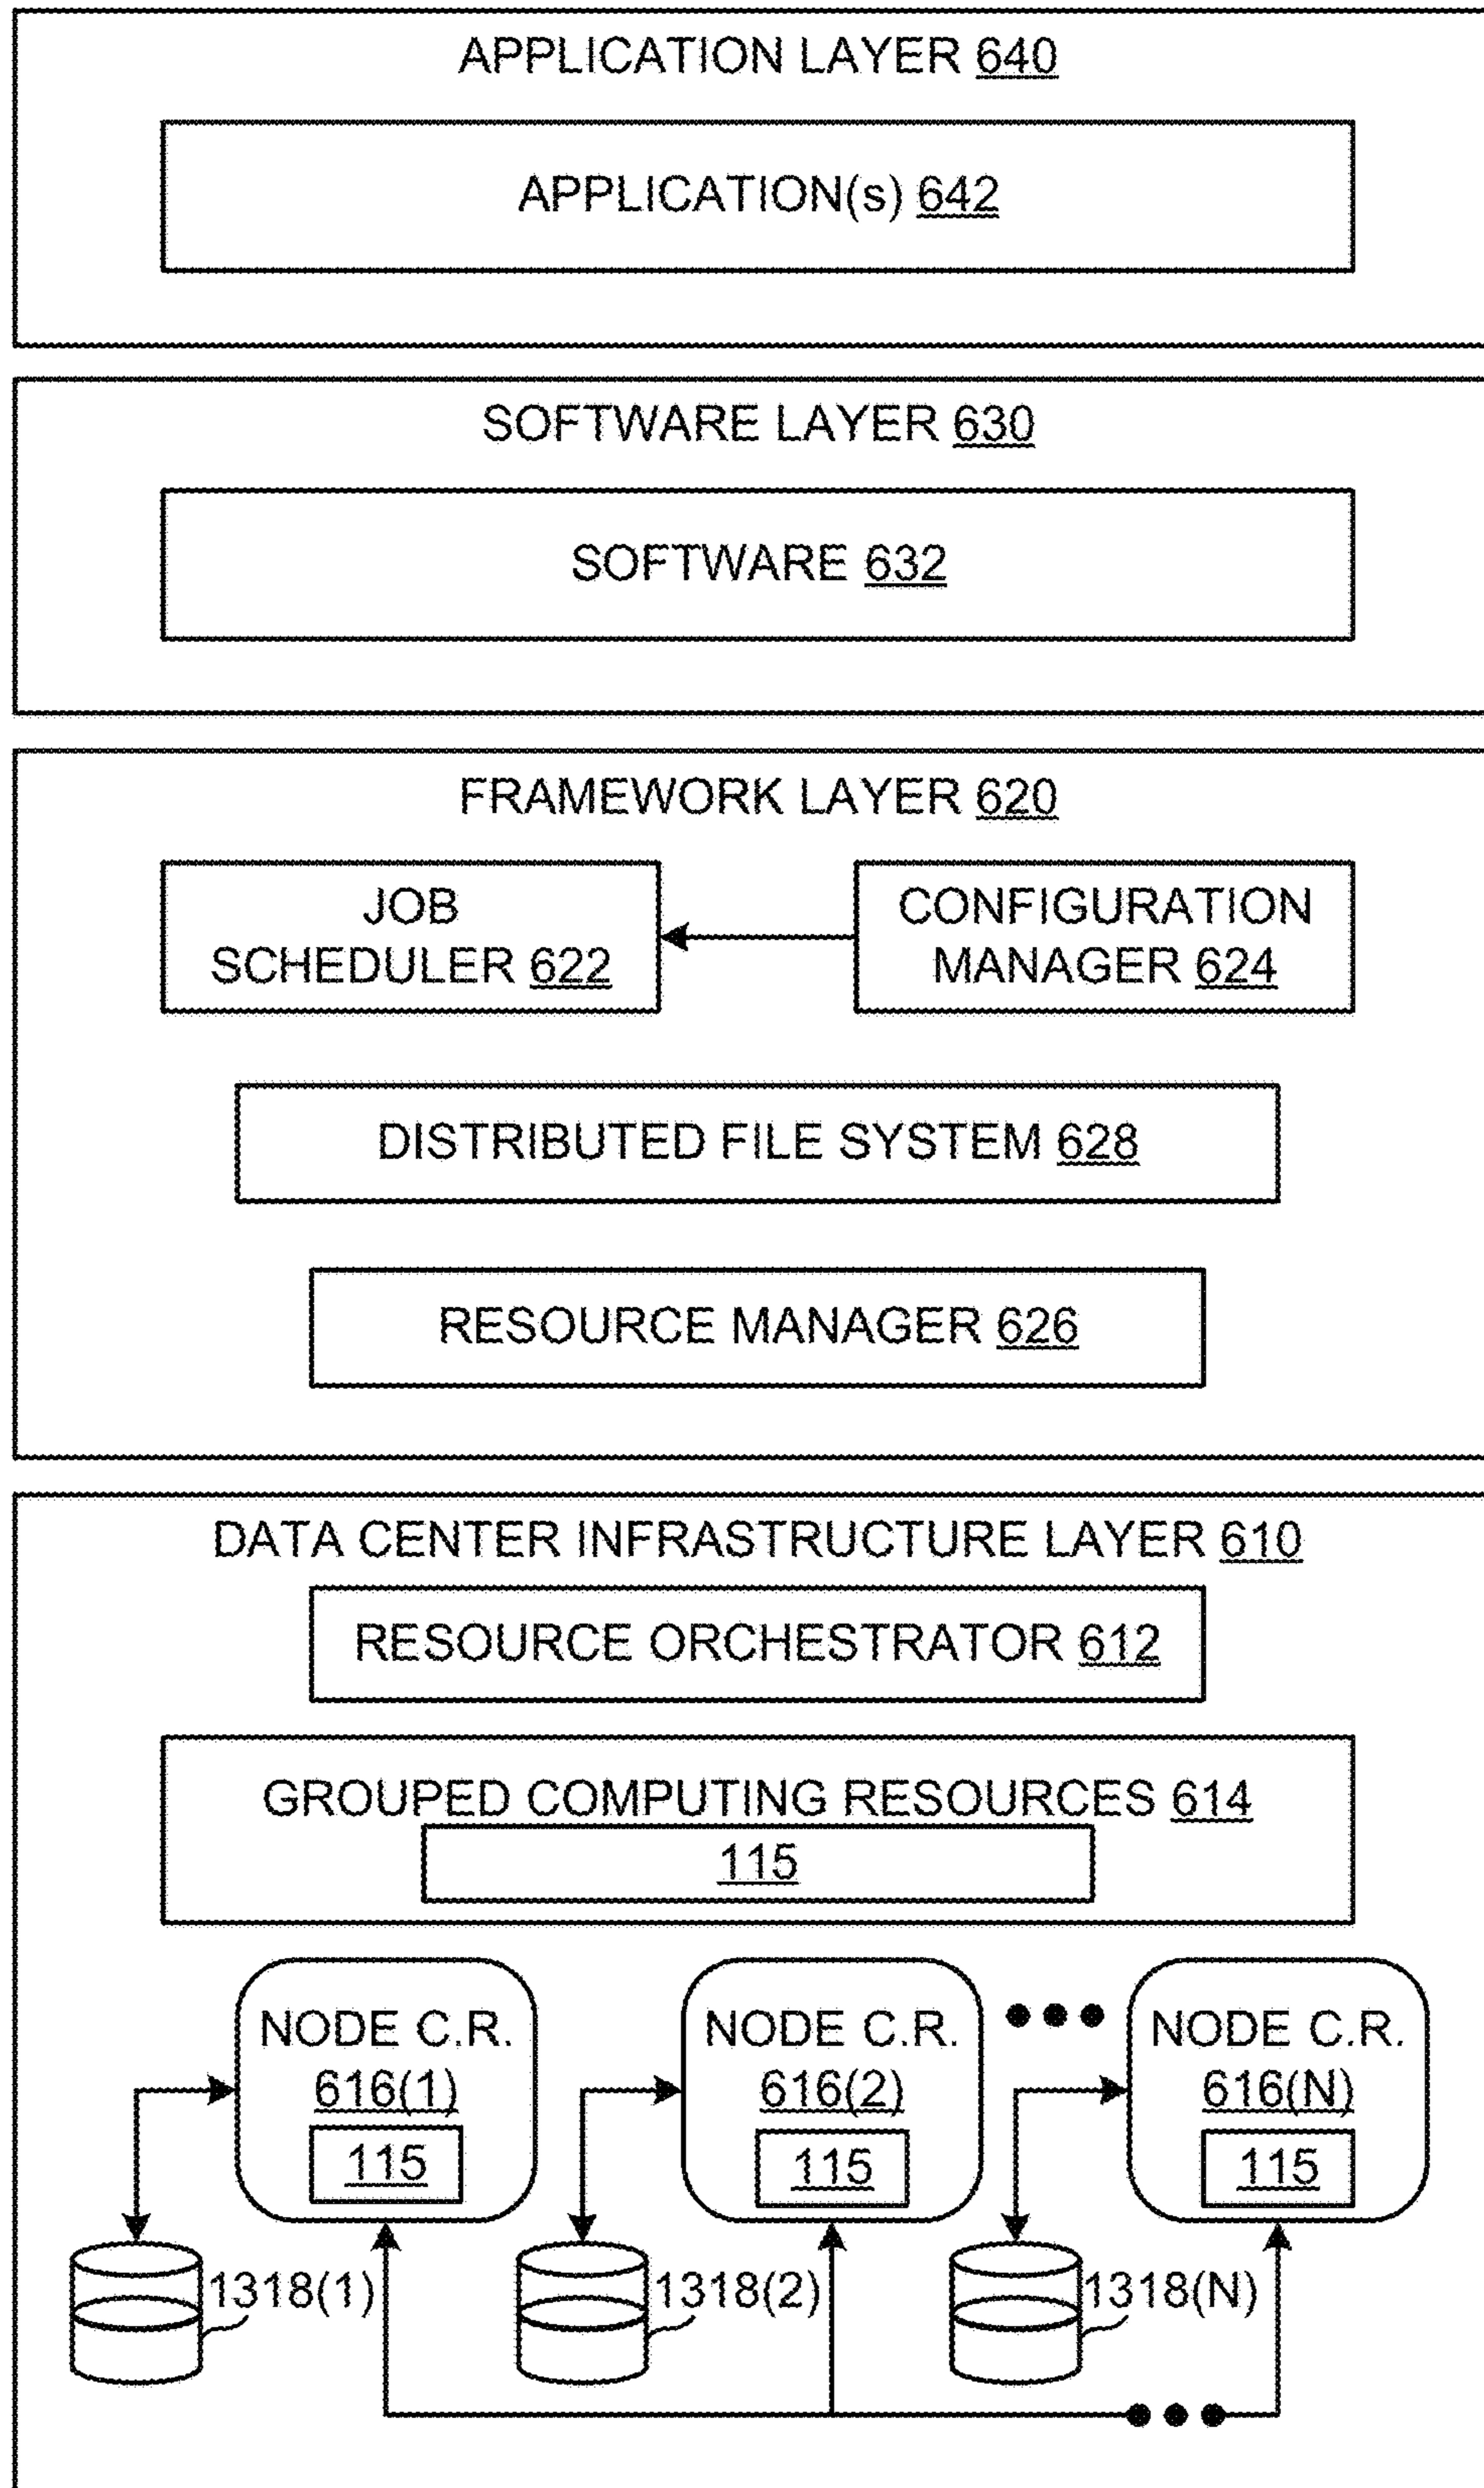 APPLICATION LAYER 640
APPLICATION(s) 642
SOFTWARE LAYER 630
SOFTWARE 632
FRAMEWORK LAYER 620
JOB
SCHEDULER 622
CONFIGURATION
MANAGER 624
DISTRIBUTED FILE SYSTEM 628
RESOURCE MANAGER 626
DATA CENTER INFRASTRUCTURE LAYER 610
RESOURCE ORCHESTRATOR 612
GROUPED COMPUTING RESOURCES 614
115
NODE C.R.
616(1)
115
NODE C.R.
616(2)
115
NODE C.R.
616(N)
115
1318(1)
1318(2)
1318(N)